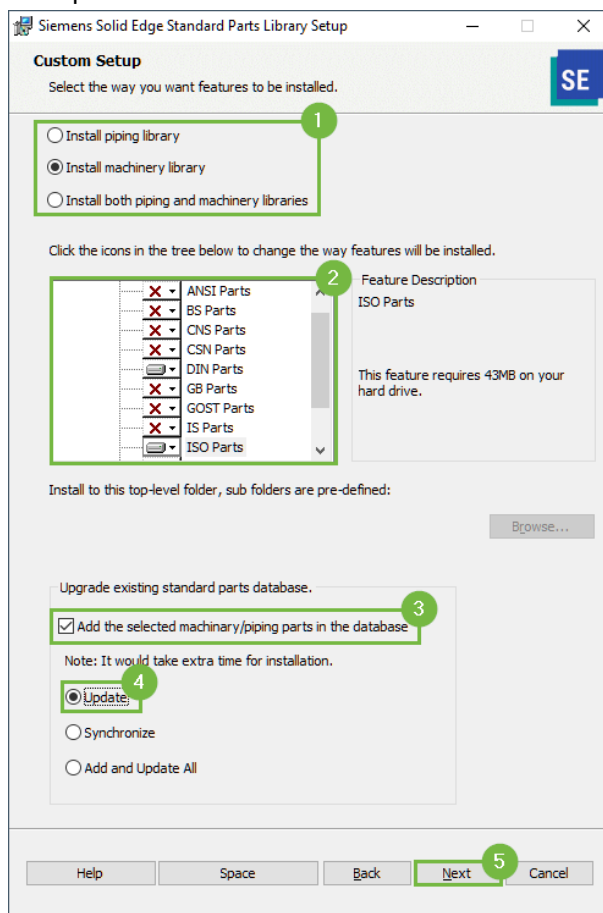 Siemens Solid Edge Standard Parts Library Setup
Custom Setup
Select the way you want features to be installed.
SE
1
Install piping library
Install machinery library
Install both piping and machinery libraries
Click the icons in the tree below to change the way features will be installed.
2
ANSI Parts
BS Parts
CNS Parts
CSN Parts
DIN Parts
GB Parts
GOST Parts
IS Parts
ISO Parts
Feature Description
ISO Parts
This feature requires 43MB on your
hard drive.
Install to this top-level folder, sub folders are pre-defined:
Browse...
Upgrade existing standard parts database.
3
Add the selected machinary/piping parts in the database
Note: It would take extra time for installation.
4
Update
Synchronize
Add and Update All
5
Help Space Back Next Cancel